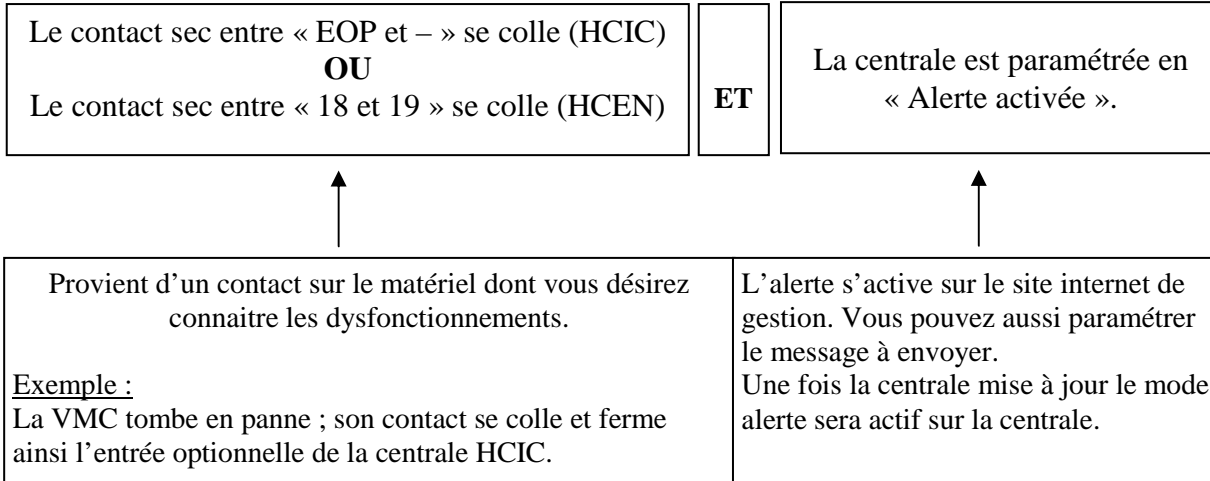 Le contact sec entre « EOP et – » se colle (HCIC)
OU
Le contact sec entre « 18 et 19 » se colle (HCEN)
ET
La centrale est paramétrée en
« Alerte activée ».
Provient d’un contact sur le matériel dont vous désirez
connaitre les dysfonctionnements.
Exemple :
La VMC tombe en panne ; son contact se colle et ferme
ainsi l’entrée optionnelle de la centrale HCIC.
L’alerte s’active sur le site internet de
gestion. Vous pouvez aussi paramétrer
le message à envoyer.
Une fois la centrale mise à jour le mode
alerte sera actif sur la centrale.